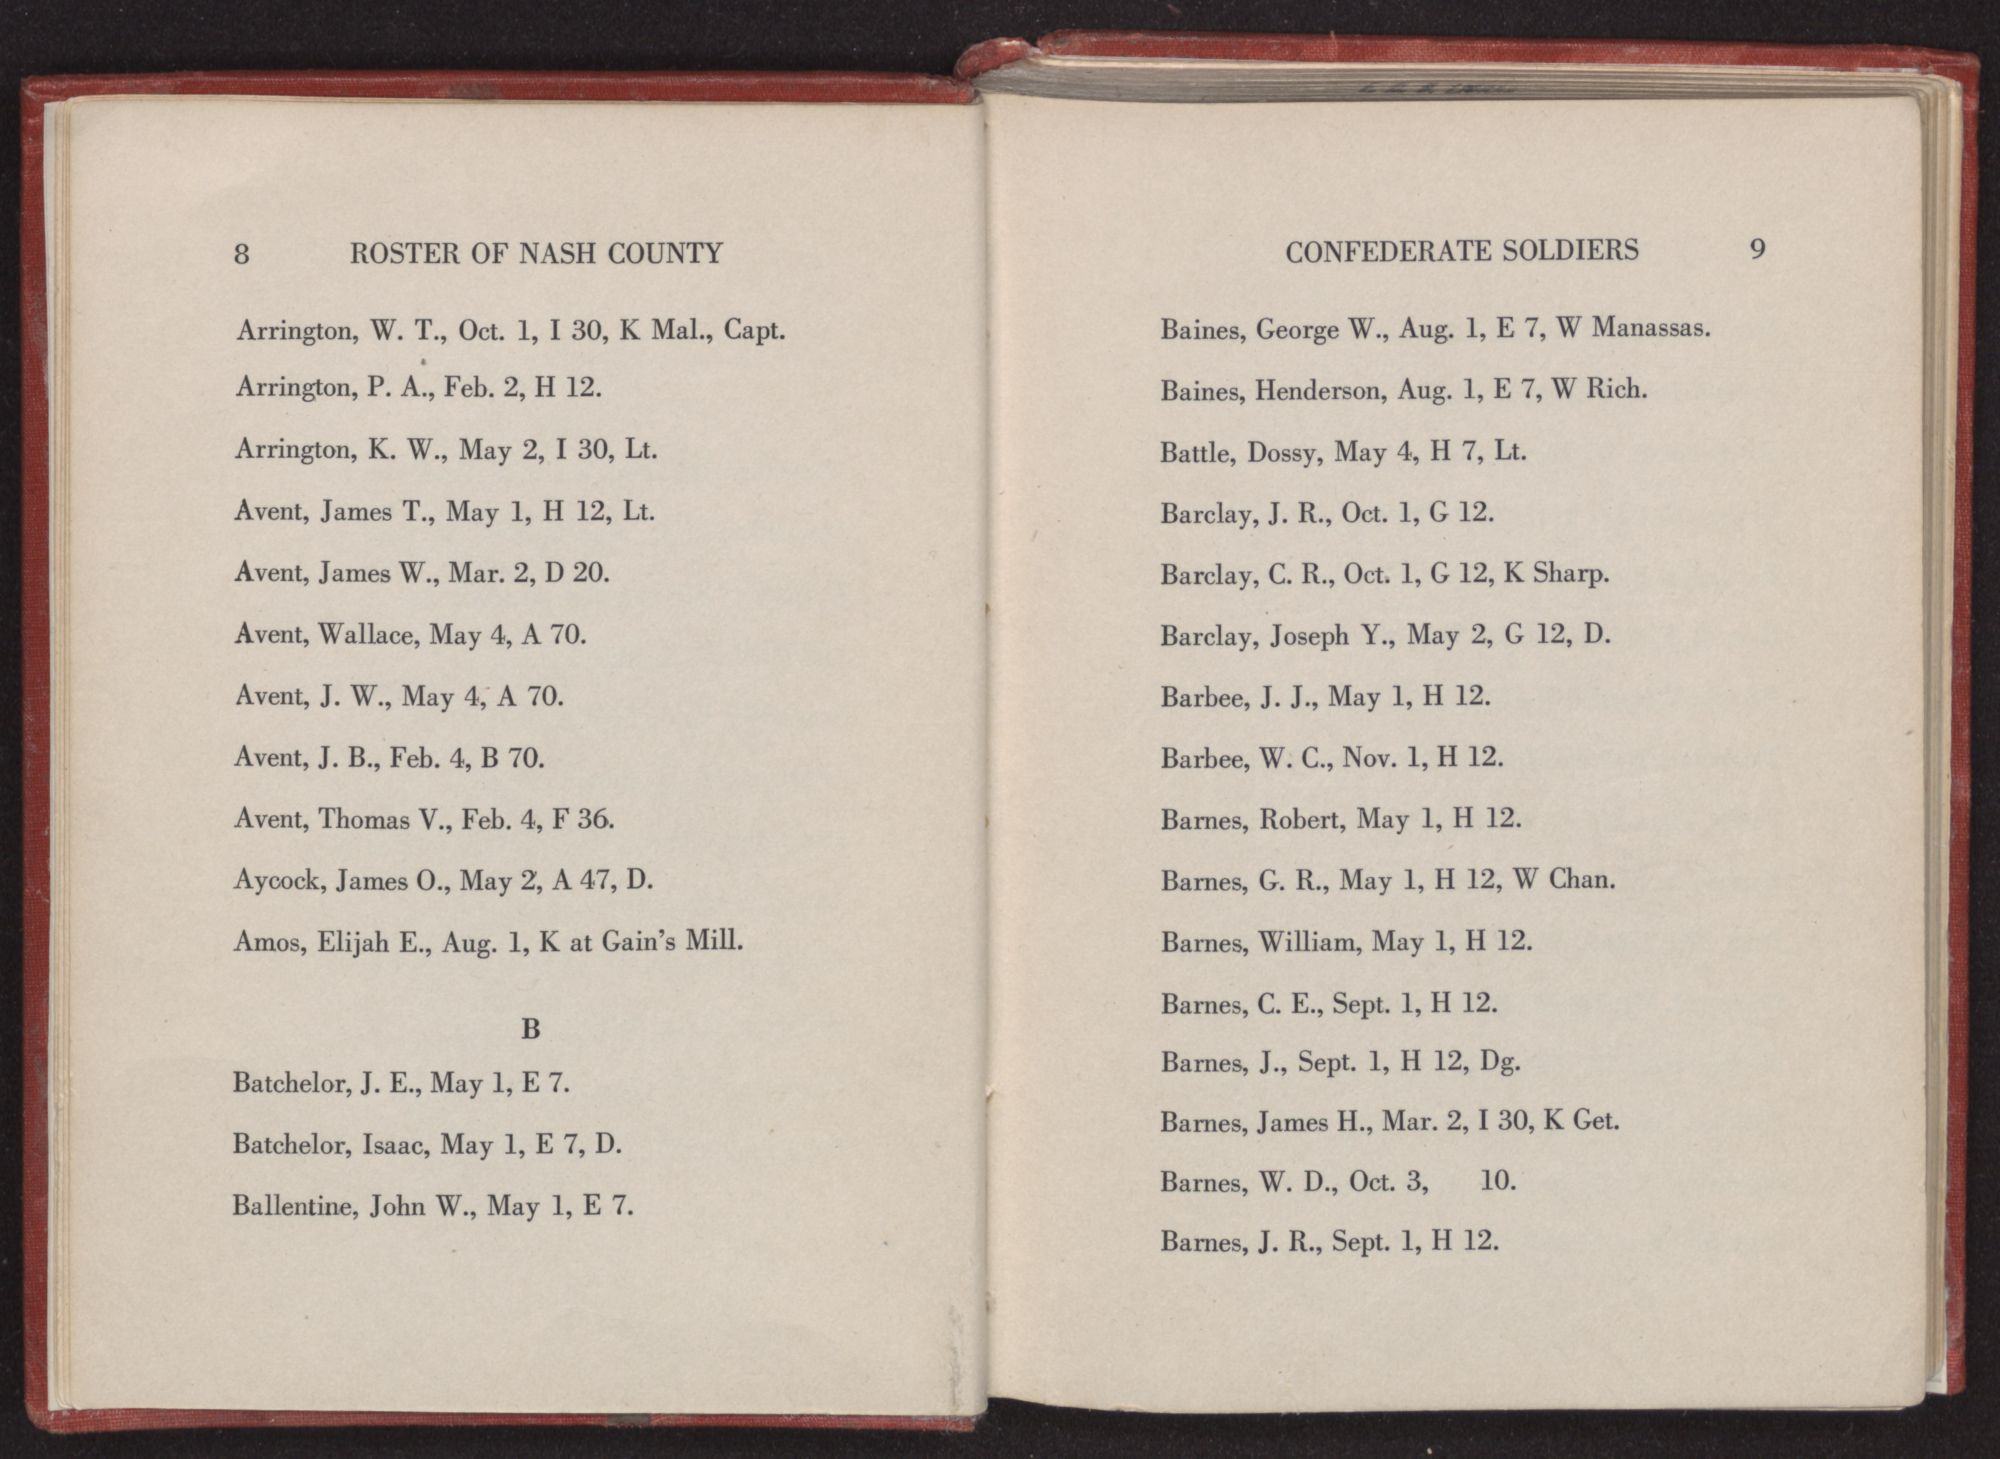 8 ROSTER OF NASH COUNTY
Arrington, W. T., Oct. 1, I 30, K Mal., Capt.
Arrington, P. A., Feb. 2, H 12.
Arrington, K. W., May 2, I 30, Lt.
Avent, James T., May 1, H 12, Lt.
Avent, James W., Mar. 2, D 20.
Avent, Wallace, May 4, A 70.
Avent, J. W., May 4, A 70.
Avent, J. B., Feb. 4, B 70.
Avent, Thomas V., Feb. 4, F 36.
Aycock, James O., May 2, A 47, D.
Amos, Elijah E., Aug. 1, K at Gain's Mill.
B
Batchelor, J. E., May 1, E 7.
Batchelor, Isaac, May 1, E 7, D.
Ballentine, John W., May 1, E 7.
CONFEDERATE SOLDIERS 9
Baines, George W., Aug. 1, E 7, W Manassas.
Baines, Henderson, Aug. 1, E 7, W Rich.
Battle, Dossy, May 4, H 7, Lt.
Barclay, J. R., Oct. 1, G 12.
Barclay, C. R., Oct. 1, G 12, K Sharp.
Barclay, Joseph Y., May 2, G 12, D.
Barbee, J. J., May 1, H 12.
Barbee, W. C., Nov. 1, H 12.
Barnes, Robert, May 1, H 12.
Barnes, G. R., May 1, H 12, W Chan.
Barnes, William, May 1, H 12.
Barnes, C. E., Sept. 1, H 12.
Barnes, J., Sept. 1, H 12, Dg.
Barnes, James H., Mar. 2, I 30, K Get.
Barnes, W. D., Oct. 3, 10.
Barnes, J. R., Sept. 1, H 12.